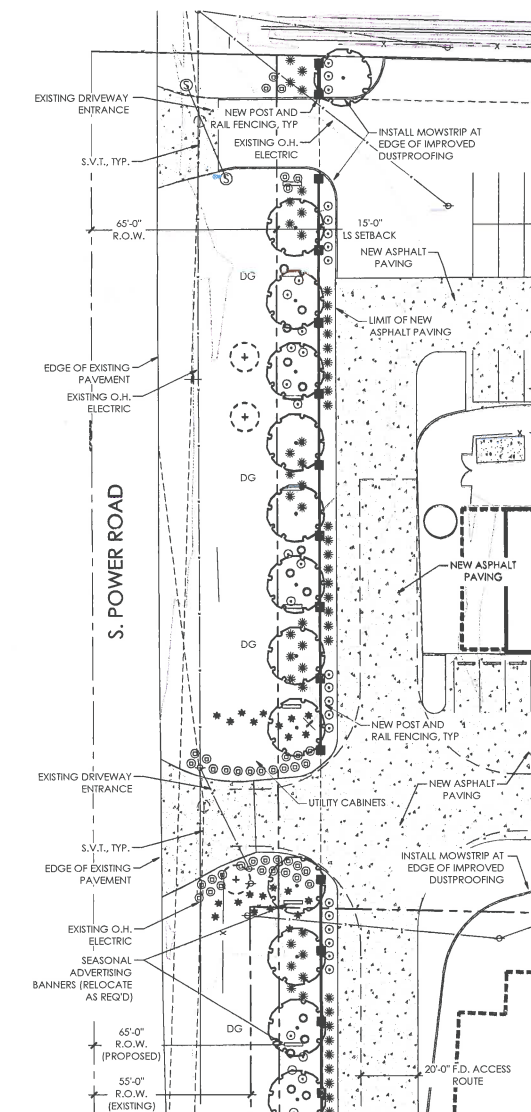 EXISTING DRIVEWAY
ENTRANCE
NEW POST AND
RAIL FENCING, TYP
EXISTING O.H.
ELECTRIC
INSTALL MOWSTRIP AT
EDGE OF IMPROVED
DUSTPROOFING
S.V.T., TYP.
S
S
65'-0"
R.O.W.
15'-0"
LS SETBACK
NEW ASPHALT
PAVING
DG
LIMIT OF NEW
ASPHALT PAVING
EDGE OF EXISTING
PAVEMENT
EXISTING O.H.
ELECTRIC
DG
S. POWER ROAD
NEW ASPHALT
PAVING
DG
NEW POST AND
RAIL FENCING, TYP
EXISTING DRIVEWAY
ENTRANCE
UTILITY CABINETS
NEW ASPHALT
PAVING
S.V.T., TYP.
EDGE OF EXISTING
PAVEMENT
INSTALL MOWSTRIP AT
EDGE OF IMPROVED
DUSTPROOFING
EXISTING O.H.
ELECTRIC
SEASONAL
ADVERTISING
BANNERS (RELOCATE
AS REQ'D)
DG
65'-0"
R.O.W.
(PROPOSED)
20'-0" F.D. ACCESS
ROUTE
55'-0"
R.O.W.
(EXISTING)